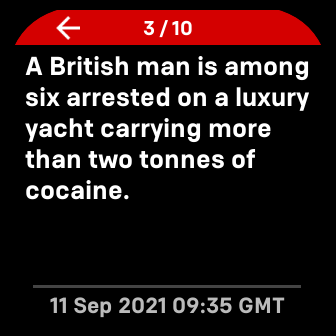 3 / 10
A British man is among
six arrested on a luxury
yacht carrying more
than two tonnes of
cocaine.
11 Sep 2021 09:35 GMT